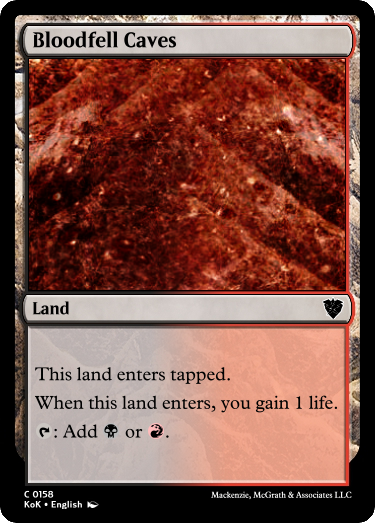 Bloodfell Caves
Land
This land enters tapped.
When this land enters, you gain 1 life.
: Add or .
C 0158
KoK • English
Mackenzie, McGrath & Associates LLC